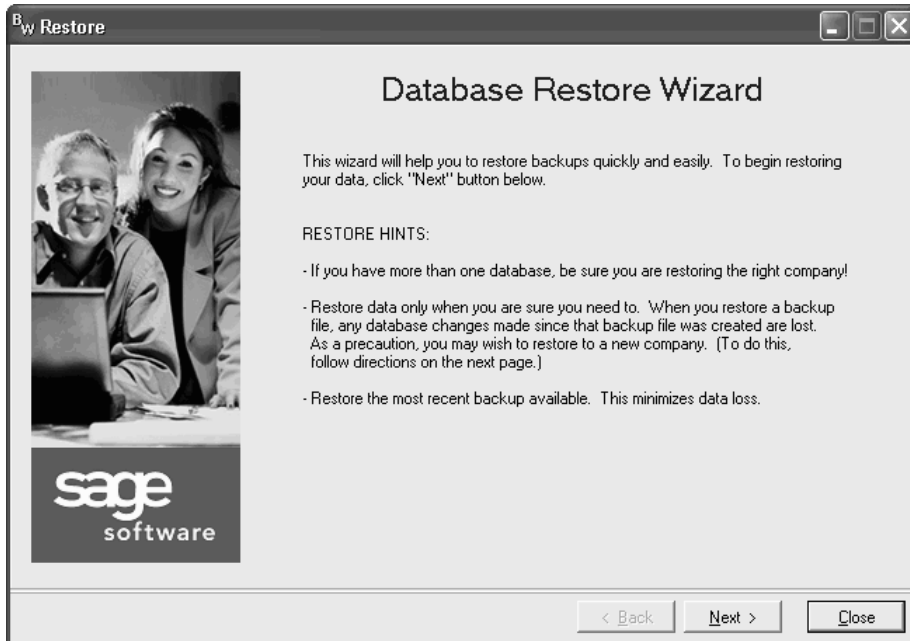 BW Restore
Database Restore Wizard
This wizard will help you to restore backups quickly and easily. To begin restoring
your data, click "Next" button below.
RESTORE HINTS:
- If you have more than one database, be sure you are restoring the right company!
- Restore data only when you are sure you need to. When you restore a backup
file, any database changes made since that backup file was created are lost.
As a precaution, you may wish to restore to a new company. (To do this,
follow directions on the next page.)
- Restore the most recent backup available. This minimizes data loss.
sage
software
< Back
Next >
Close